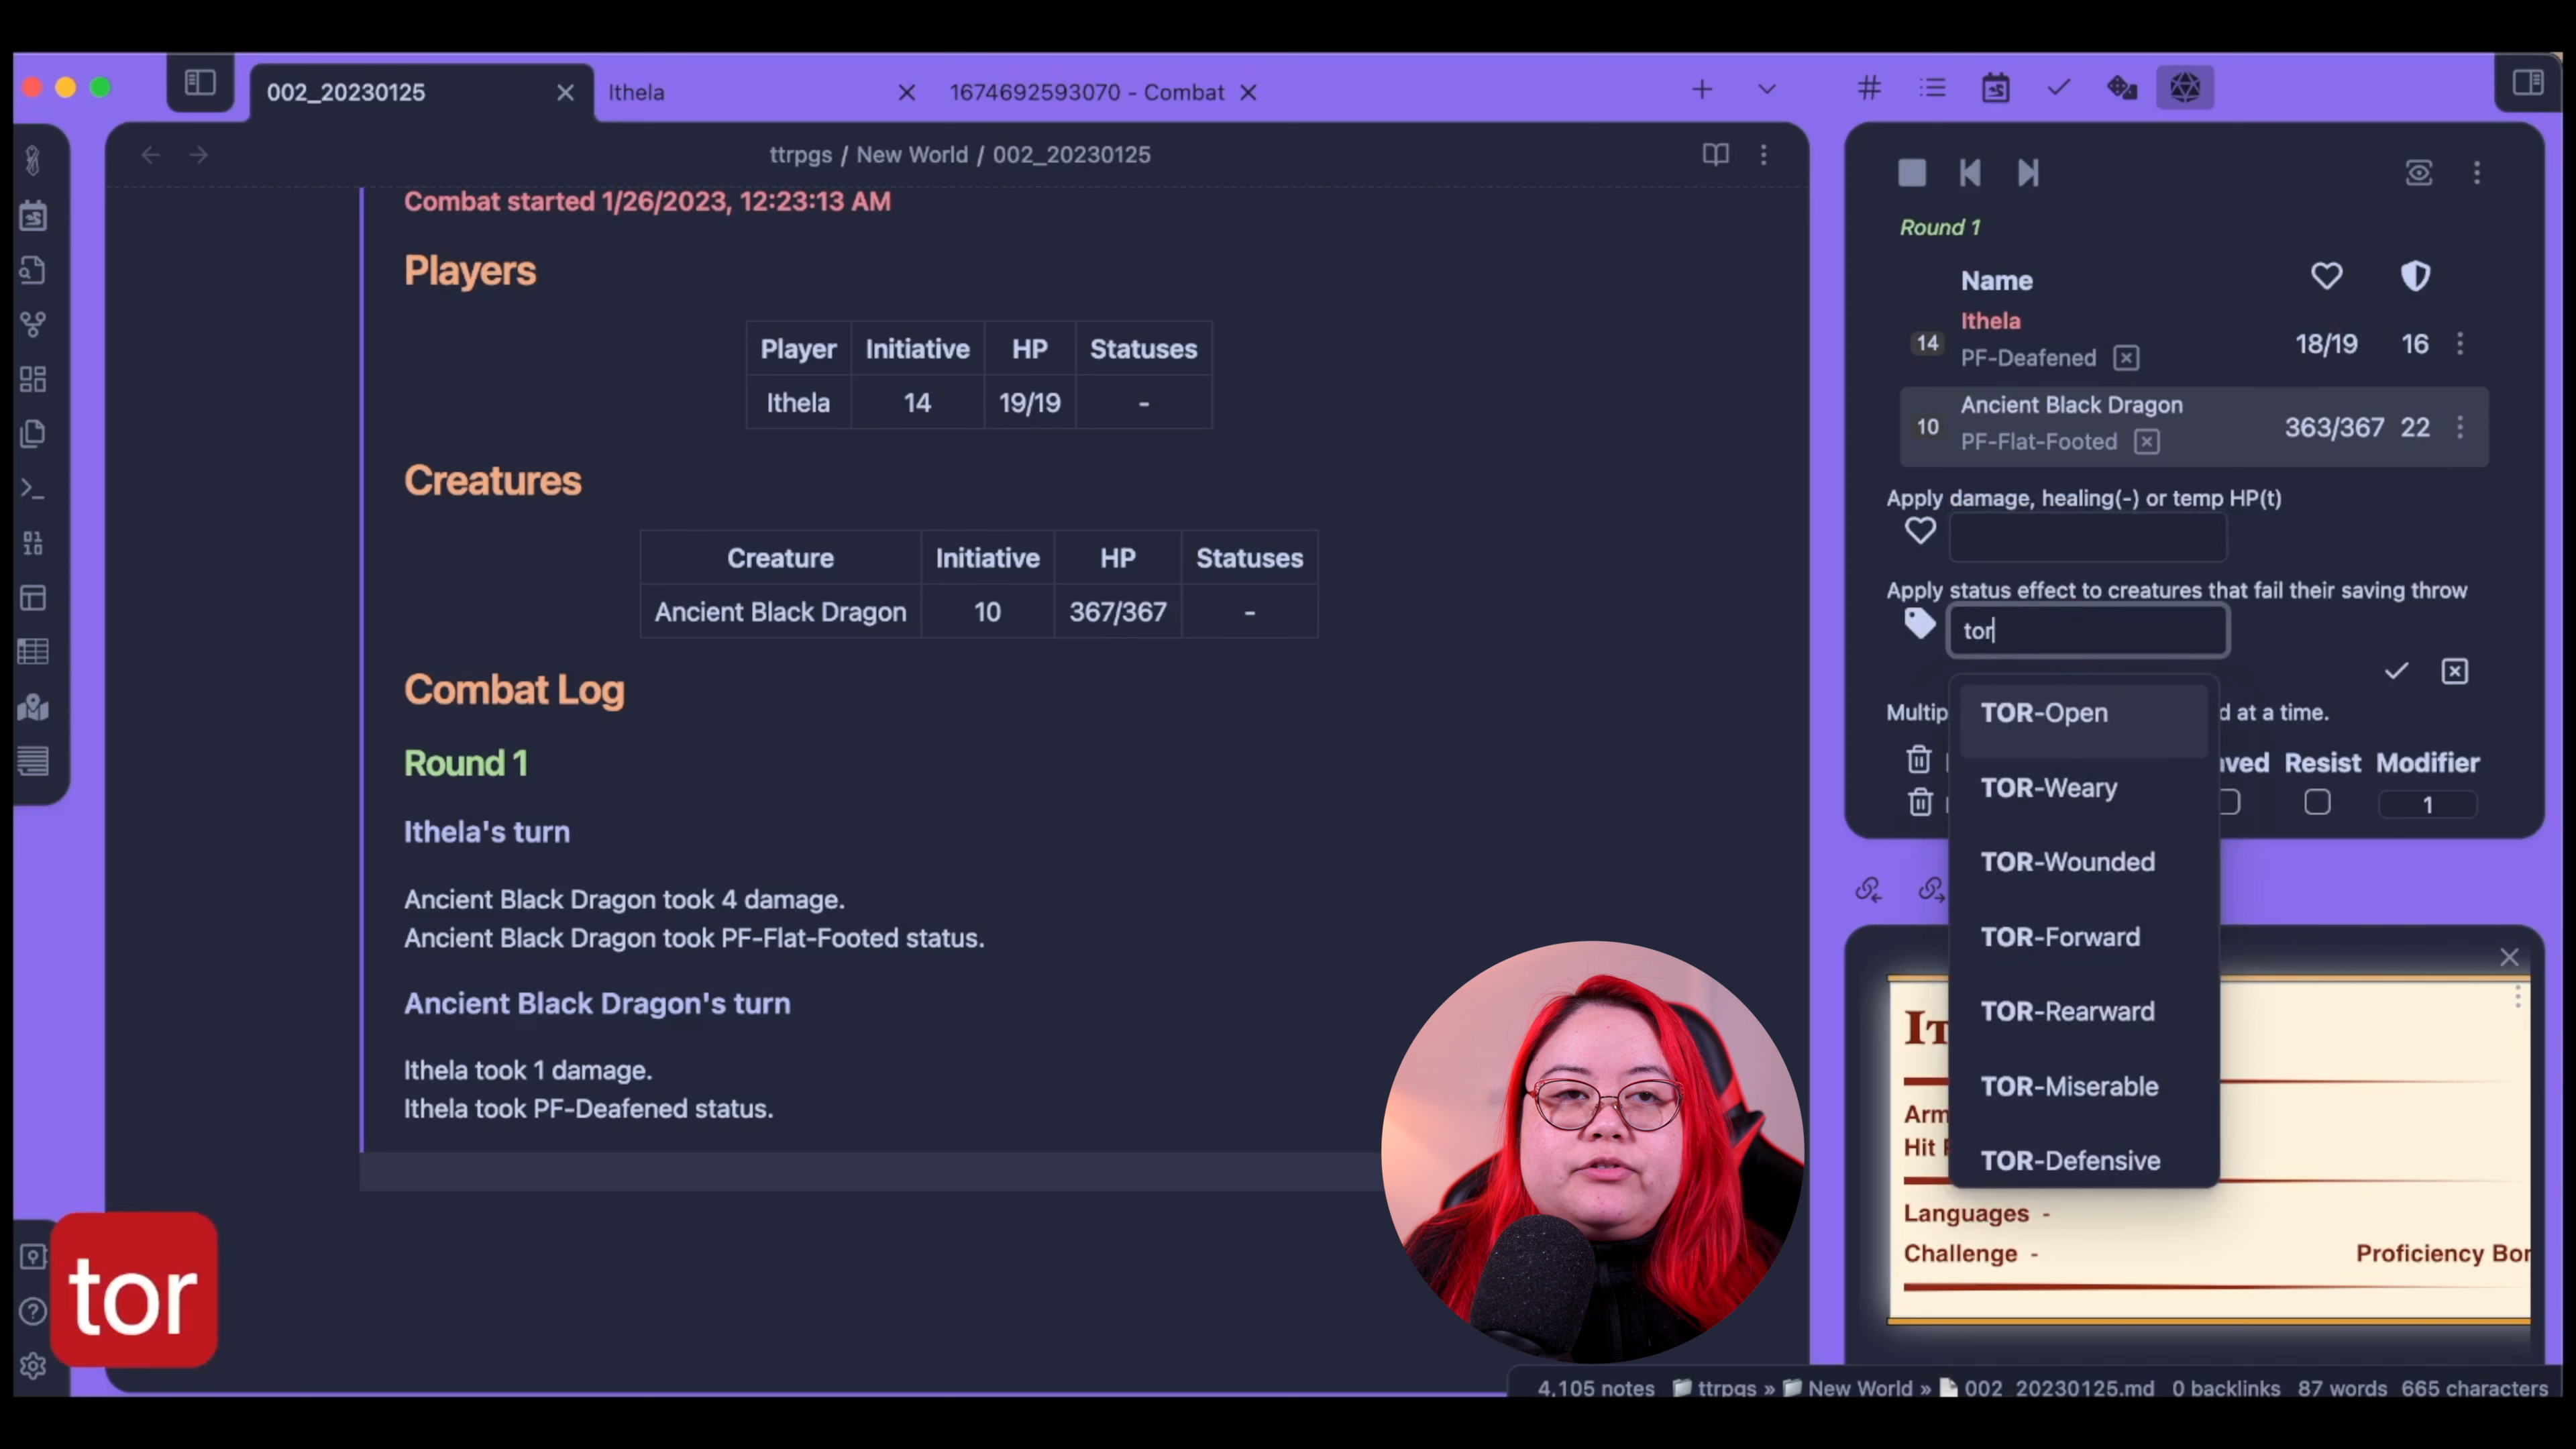 002_20230125
Ithela
1674692593070 - Combat
ttrpgs / New World / 002_20230125
Combat started 1/26/2023, 12:23:13 AM
Players
Player Initiative HP Statuses
Ithela 14 19/19 -
Creatures
Creature Initiative HP Statuses
Ancient Black Dragon 10 367/367 -
Combat Log
Round 1
Ithela's turn
Ancient Black Dragon took 4 damage.
Ancient Black Dragon took PF-Flat-Footed status.
Ancient Black Dragon's turn
Ithela took 1 damage.
Ithela took PF-Deafened status.
tor
Round 1
Name
14 Ithela 18/19 16
PF-Deafened
10 Ancient Black Dragon 363/367 22
PF-Flat-Footed
Apply damage, healing(-) or temp HP(t)
Apply status effect to creatures that fail their saving throw
tor
TOR-Open
TOR-Weary
TOR-Wounded
TOR-Forward
TOR-Rearward
TOR-Miserable
TOR-Defensive
at a time.
Resist Modifier
1
Languages -
Challenge - Proficiency
4,105 notes ttrpgs » New World » 002_20230125.md 0 backlinks 87 words 665 characters